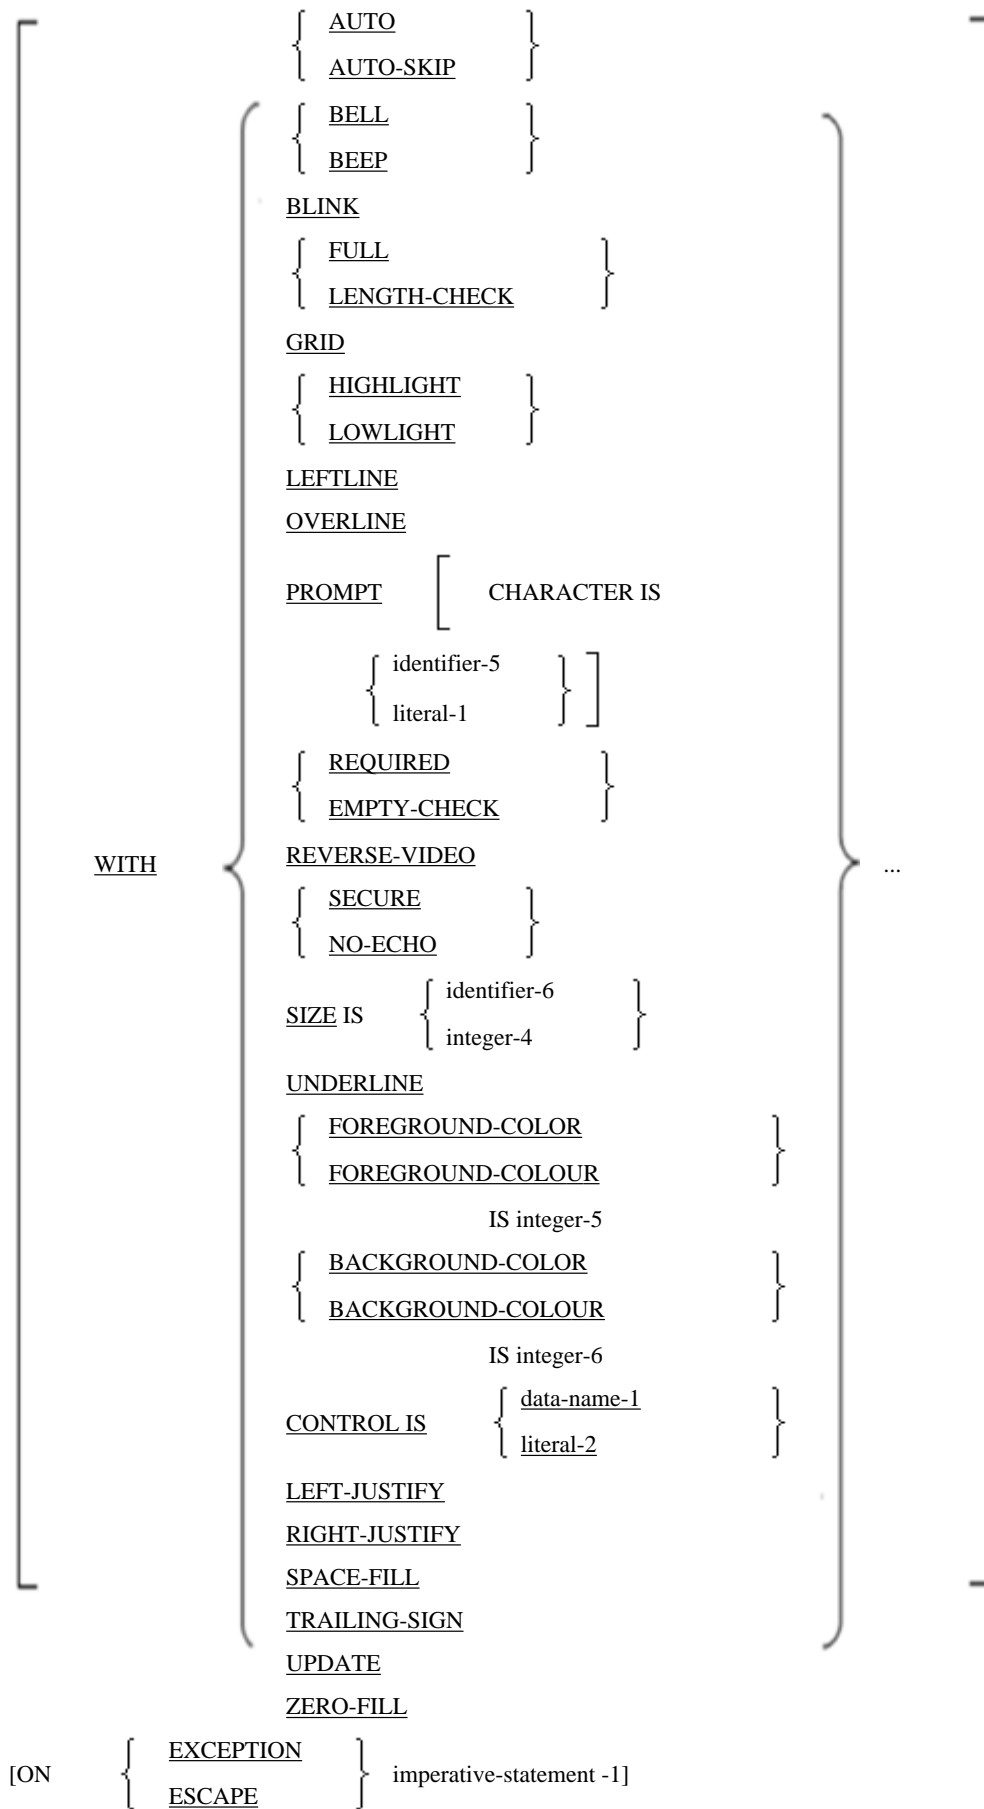 AUTO
AUTO-SKIP
BELL
BEEP
BLINK
FULL
LENGTH-CHECK
GRID
HIGHLIGHT
LOWLIGHT
LEFTLINE
OVERLINE
PROMPT [ CHARACTER IS
identifier-5
literal-1 ]
REQUIRED
EMPTY-CHECK
REVERSE-VIDEO
WITH ...
SECURE
NO-ECHO
identifier-6
SIZE IS
integer-4
UNDERLINE
FOREGROUND-COLOR
FOREGROUND-COLOUR
IS integer-5
BACKGROUND-COLOR
BACKGROUND-COLOUR
IS integer-6
data-name-1
CONTROL IS
literal-2
LEFT-JUSTIFY
RIGHT-JUSTIFY
SPACE-FILL
TRAILING-SIGN
UPDATE
ZERO-FILL
EXCEPTION
[ON imperative-statement -1]
ESCAPE